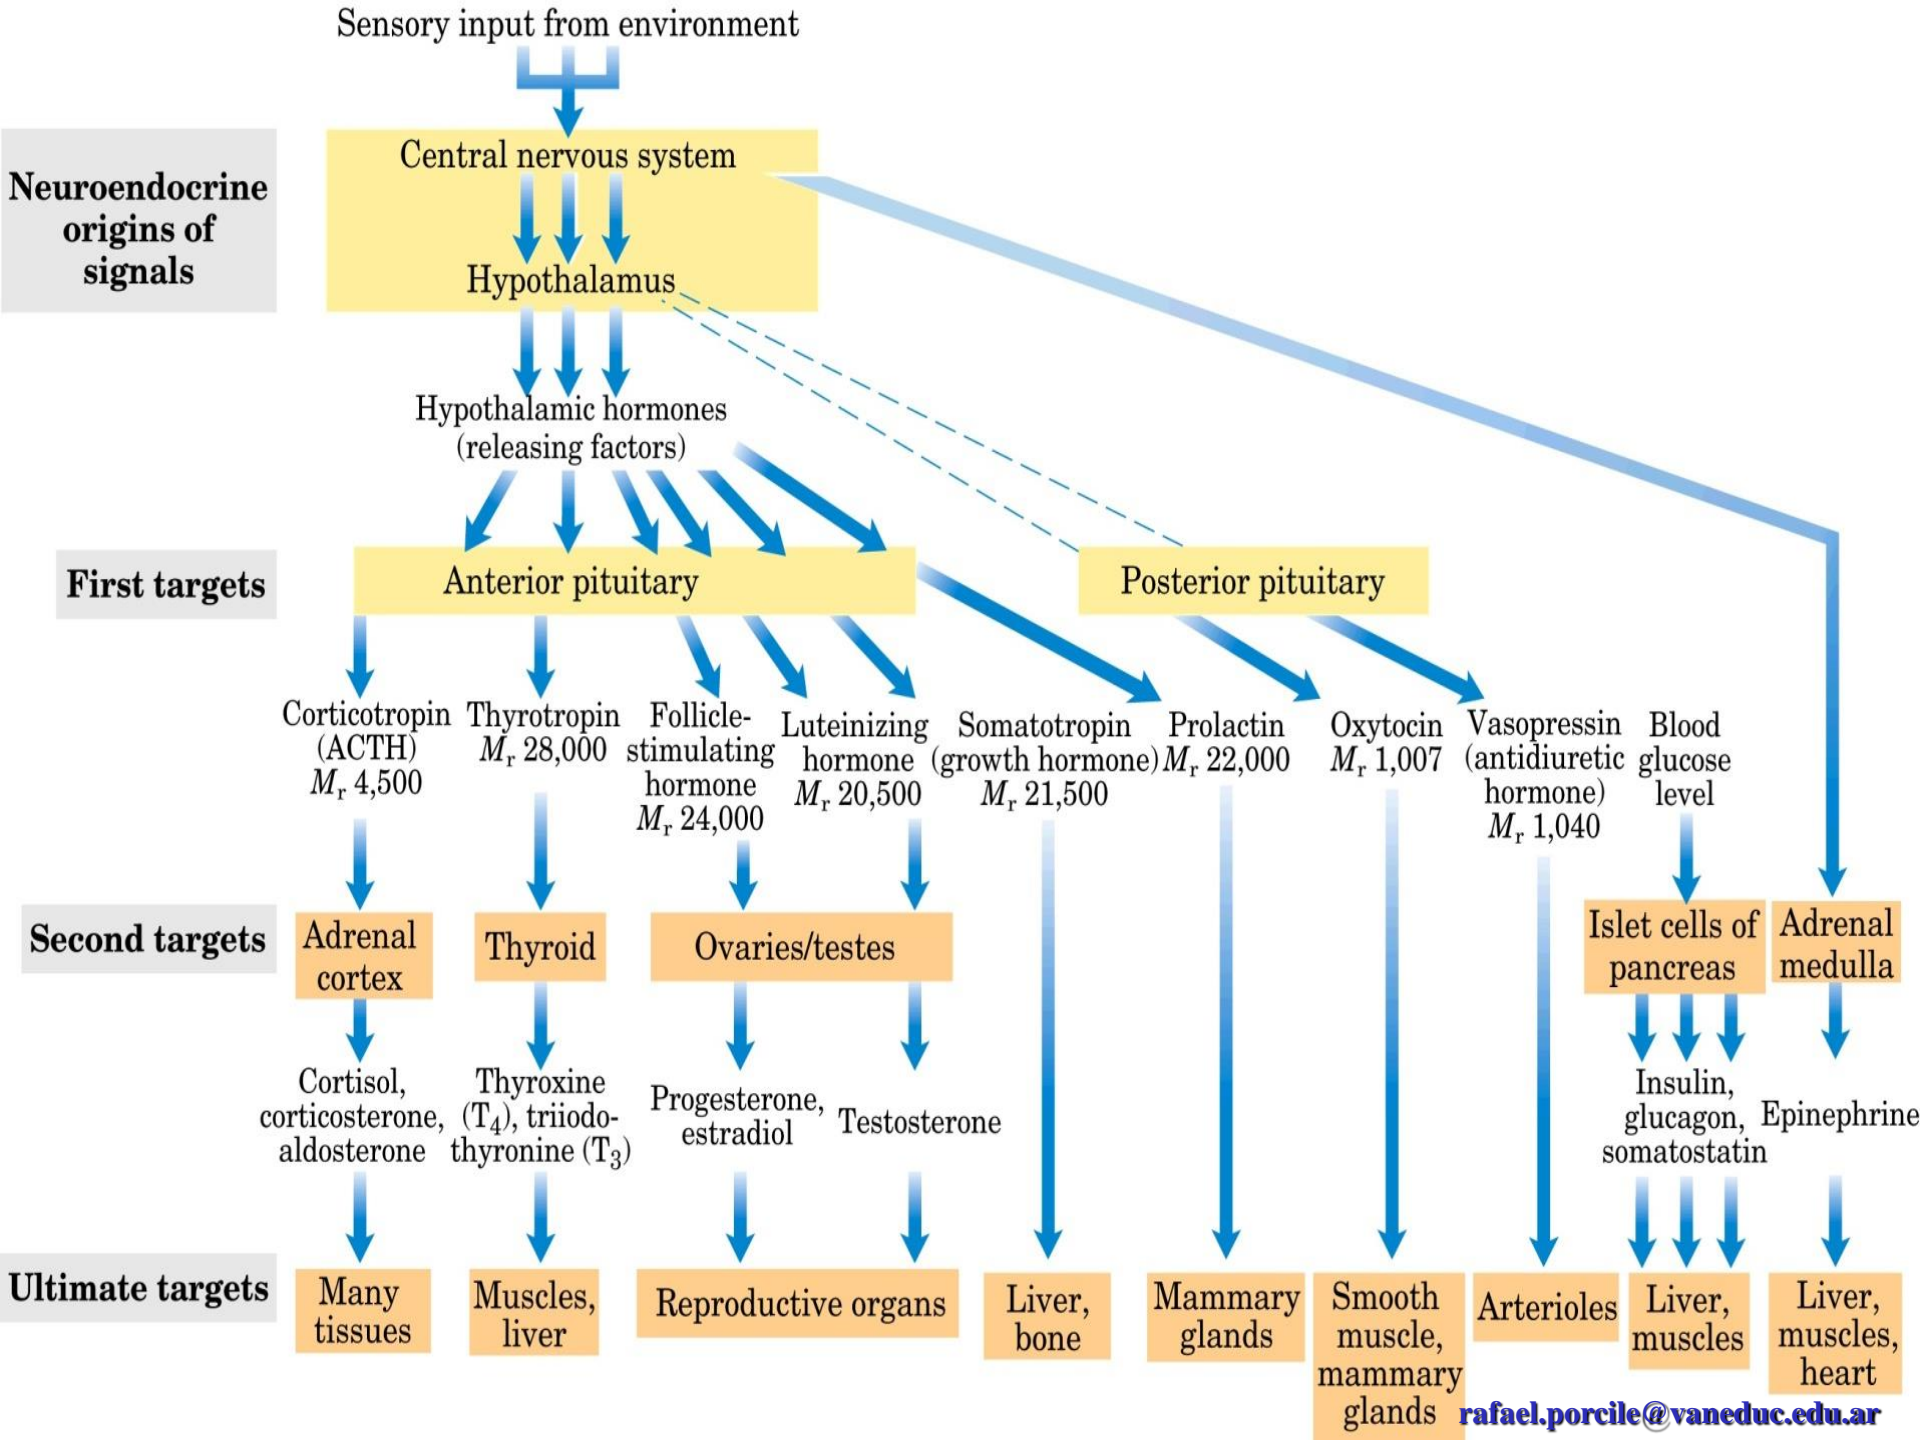 Sensory input from environment
Neuroendocrine
origins of
signals
Central nervous system
Hypothalamus
Hypothalamic hormones
(releasing factors)
First targets
Anterior pituitary
Posterior pituitary
Corticotropin
(ACTH)
Mr 4,500
Thyrotropin
Mr 28,000
Follicle-
stimulating
hormone
Mr 24,000
Luteinizing
hormone
Mr 20,500
Somatotropin
(growth hormone)
Mr 21,500
Prolactin
Mr 22,000
Oxytocin
Mr 1,007
Vasopressin
(antidiuretic
hormone)
Mr 1,040
Blood
glucose
level
Second targets
Adrenal
cortex
Thyroid
Ovaries/testes
Islet cells of
pancreas
Adrenal
medulla
Cortisol,
corticosterone,
aldosterone
Thyroxine
(T4), triiodo-
thyronine (T3)
Progesterone,
estradiol
Testosterone
Insulin,
glucagon,
somatostatin
Epinephrine
Ultimate targets
Many
tissues
Muscles,
liver
Reproductive organs
Liver,
bone
Mammary
glands
Smooth
muscle,
mammary
glands
Arterioles
Liver,
muscles
Liver,
muscles,
heart
rafael.porcile@vaneduc.edu.ar